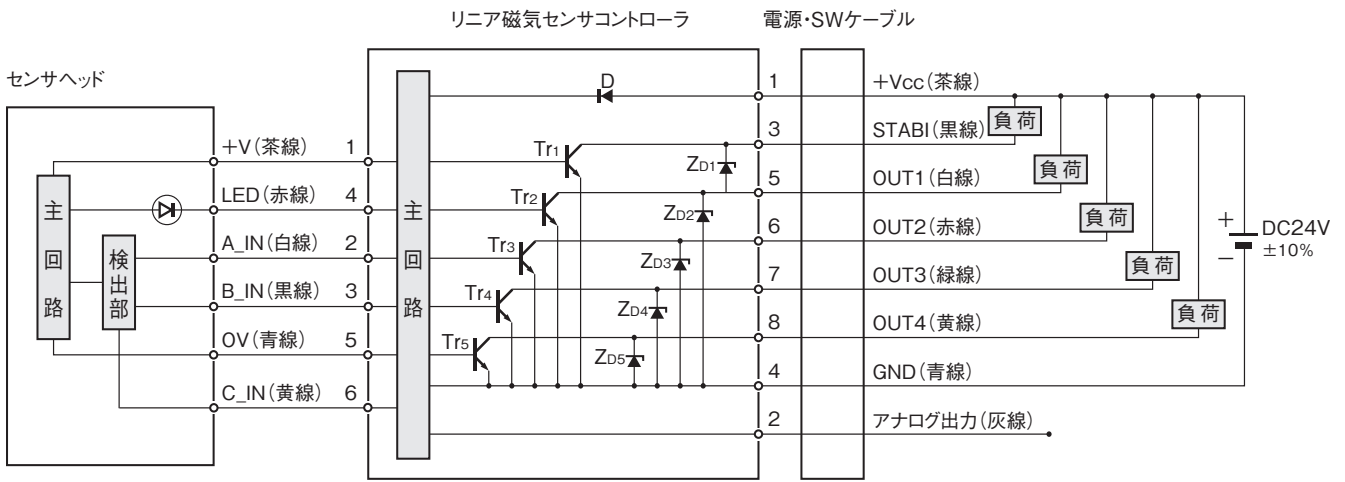 リニア磁気センサコントローラ
電源・SWケーブル
センサヘッド
主回路
検出部
+V(茶線) 1
LED(赤線) 4
A_IN(白線) 2
B_IN(黒線) 3
OV(青線) 5
C_IN(黄線) 6
主回路
D
Tr1
Tr2
Tr3
Tr4
Tr5
ZD1
ZD2
ZD3
ZD4
ZD5
1 +Vcc(茶線)
3 STABI(黒線)
5 OUT1(白線)
6 OUT2(赤線)
7 OUT3(緑線)
8 OUT4(黄線)
4 GND(青線)
2 アナログ出力(灰線)
負荷
負荷
負荷
負荷
負荷
+
−
DC24V
±10%